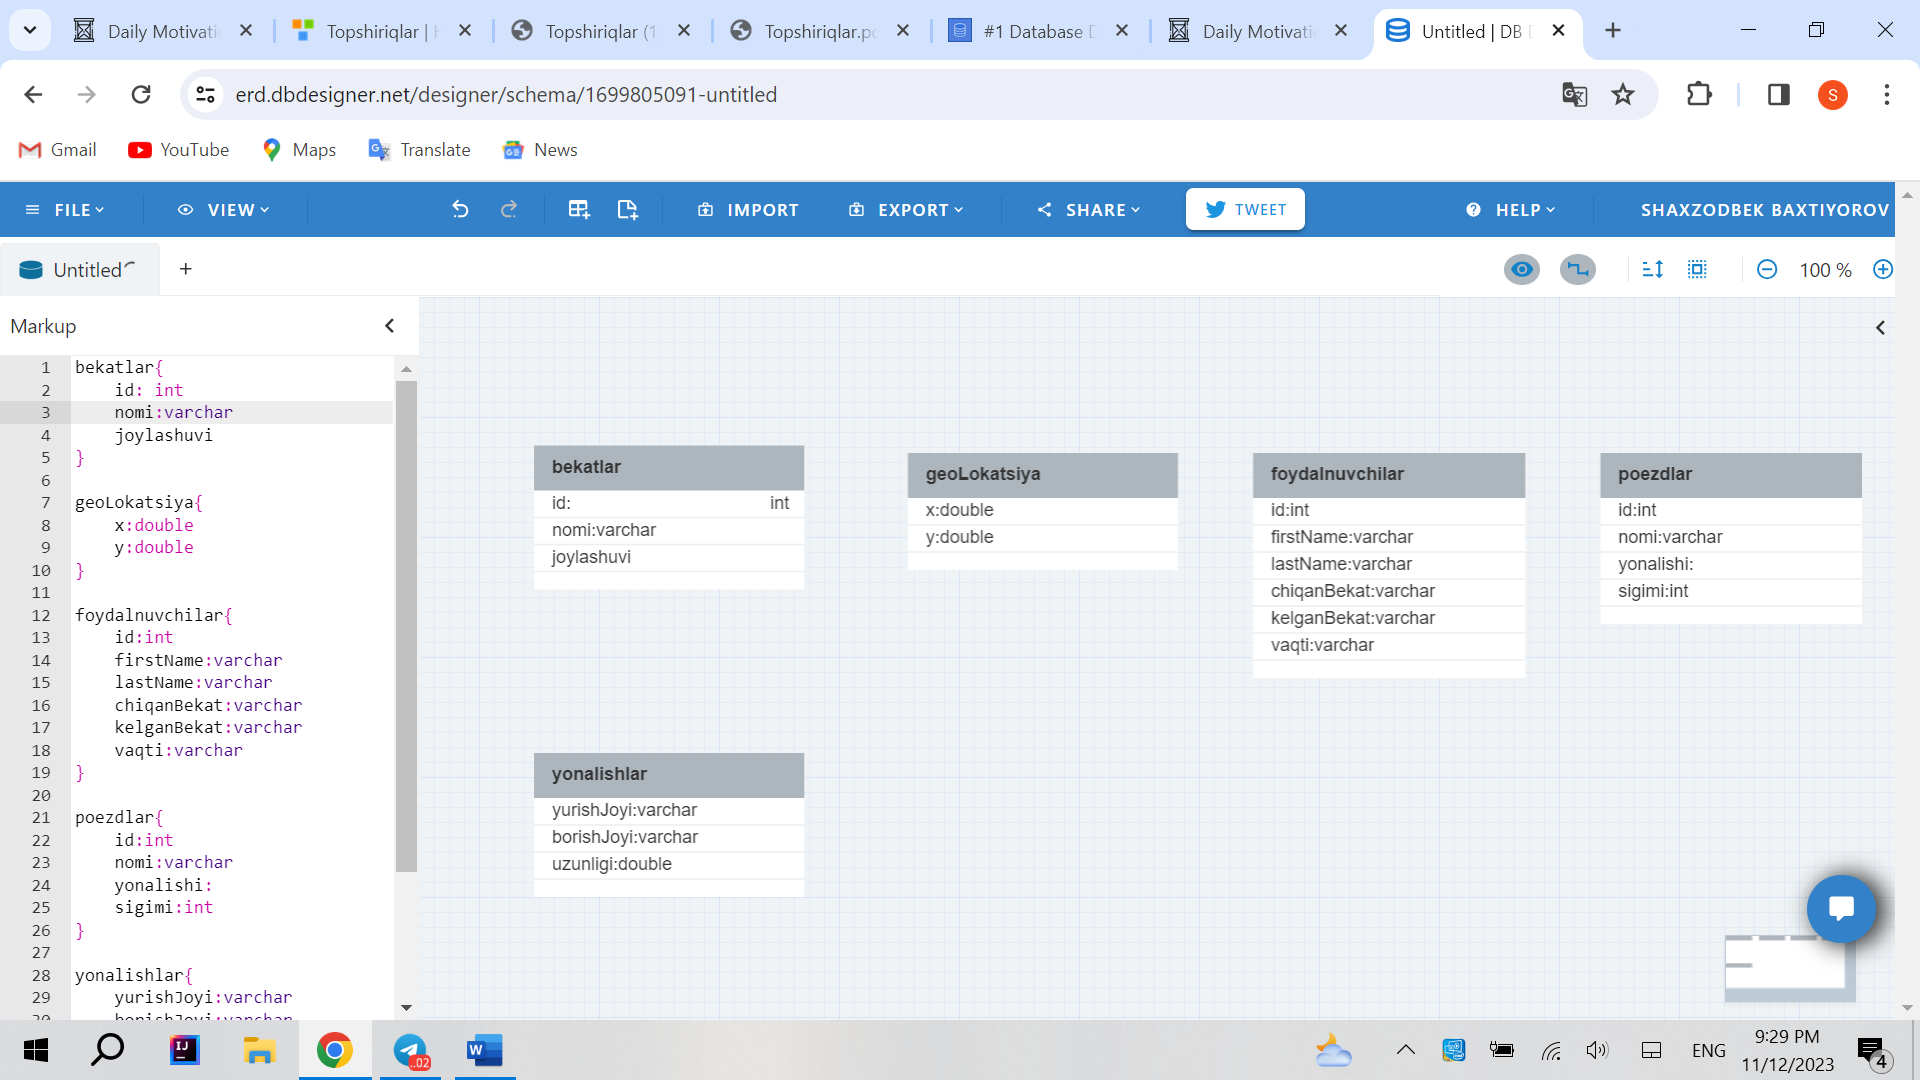 Daily Motivati
Topshiriqlar |
Topshiriqlar (1
Topshiriqlar.pd
#1 Database D
Daily Motivati
Untitled | DB D
erd.dbdesigner.net/designer/schema/1699805091-untitled
S
Gmail
YouTube
Maps
Translate
News
FILE
VIEW
IMPORT
EXPORT
SHARE
TWEET
HELP
SHAXZODBEK BAXTIYOROV
Untitled
100 %
Markup
1 bekatlar{
2 id: int
3 nomi:varchar
4 joylashuvi
5 }
6
7 geoLokatsiya{
8 x:double
9 y:double
10 }
11
12 foydalnuvchilar{
13 id:int
14 firstName:varchar
15 lastName:varchar
16 chiqanBekat:varchar
17 kelganBekat:varchar
18 vaqti:varchar
19 }
20
21 poezdlar{
22 id:int
23 nomi:varchar
24 yonalishi:
25 sigimi:int
26 }
27
28 yonalishlar{
29 yurishJoyi:varchar
30 borishJoyi:varchar
bekatlar
id: int
nomi:varchar
joylashuvi
geoLokatsiya
x:double
y:double
foydalnuvchilar
id:int
firstName:varchar
lastName:varchar
chiqanBekat:varchar
kelganBekat:varchar
vaqti:varchar
poezdlar
id:int
nomi:varchar
yonalishi:
sigimi:int
yonalishlar
yurishJoyi:varchar
borishJoyi:varchar
uzunligi:double
IJ
..02
W
ENG
9:29 PM
11/12/2023
4